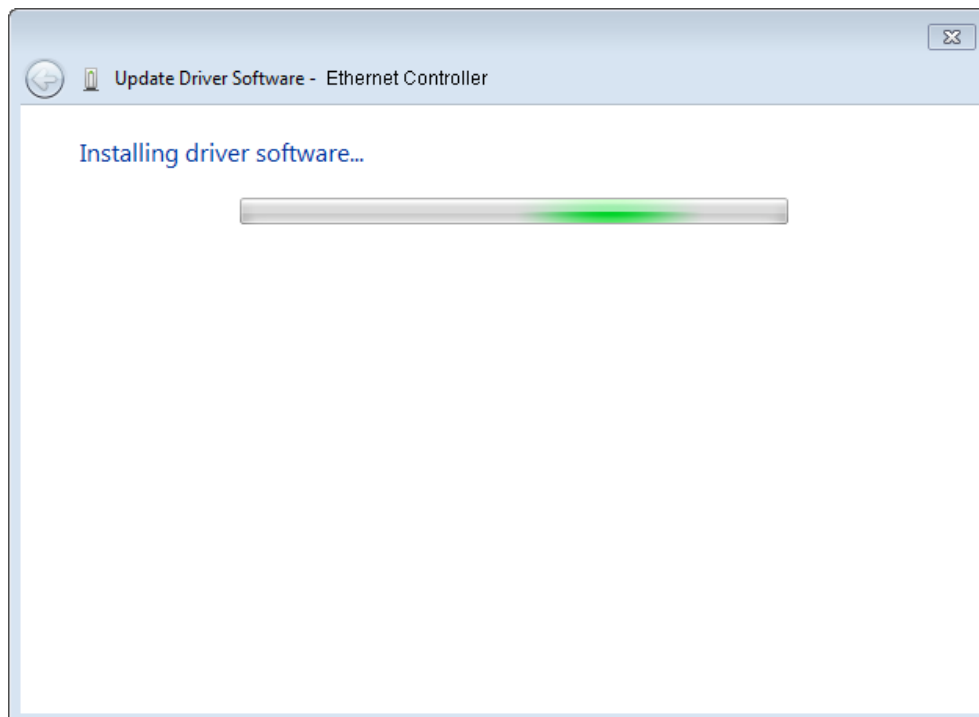 Update Driver Software - Ethernet Controller
Installing driver software...